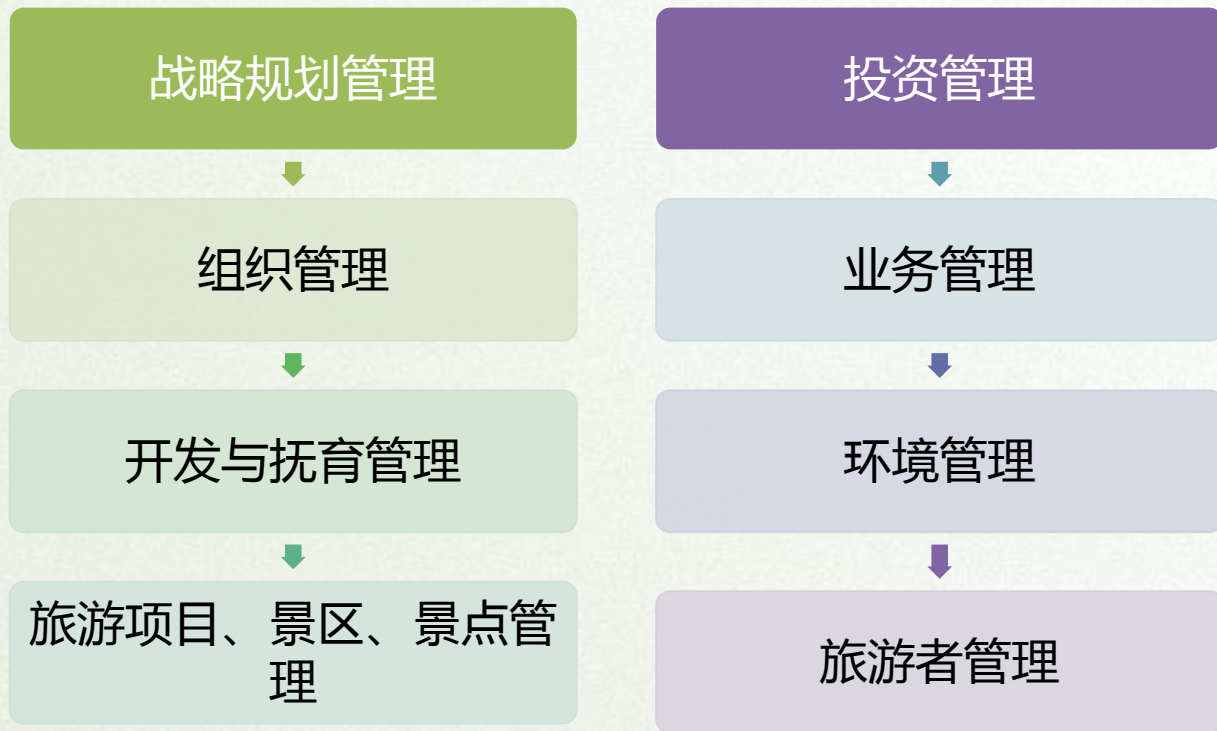 战略规划管理
组织管理
开发与抚育管理
旅游项目、景区、景点管
理
投资管理
业务管理
环境管理
旅游者管理